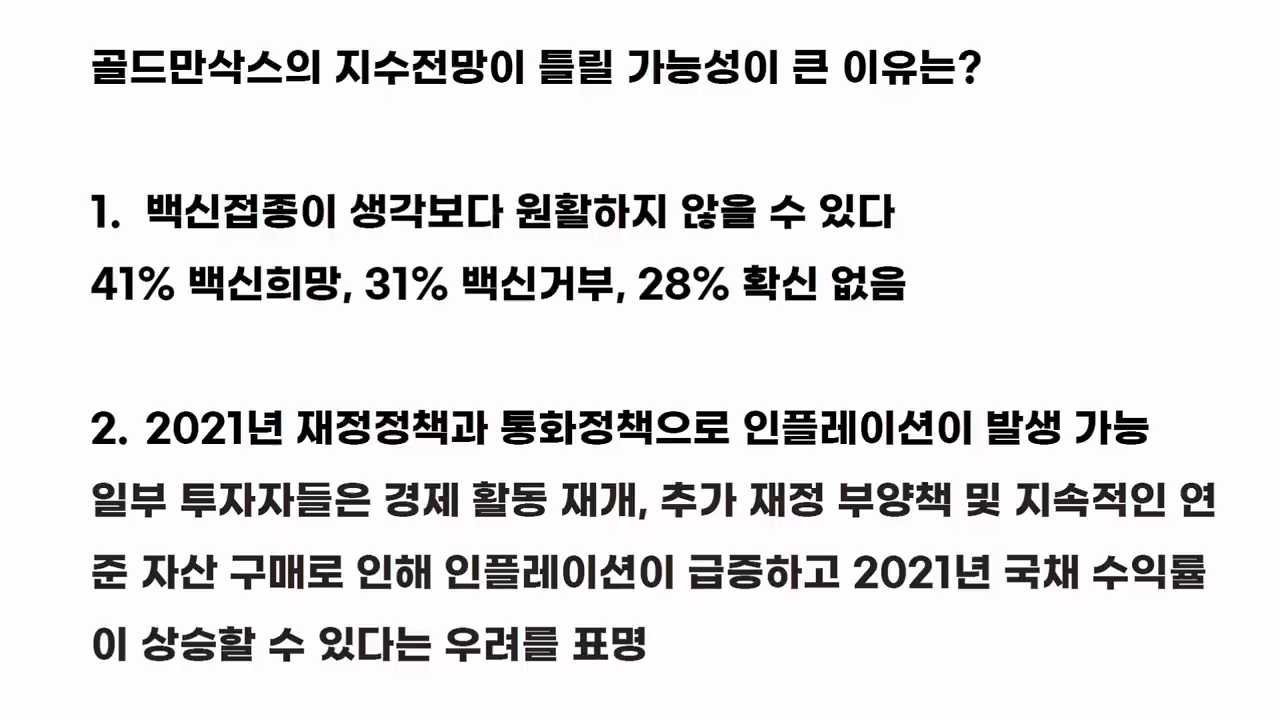 골드만삭스의 지수전망이 틀릴 가능성이 큰 이유는?
1. 백신접종이 생각보다 원활하지 않을 수 있다
41% 백신희망, 31% 백신거부, 28% 확신 없음
2. 2021년 재정정책과 통화정책으로 인플레이션이 발생 가능
일부 투자자들은 경제 활동 재개, 추가 재정 부양책 및 지속적인 연
준 자산 구매로 인해 인플레이션이 급증하고 2021년 국채 수익률
이 상승할 수 있다는 우려를 표명